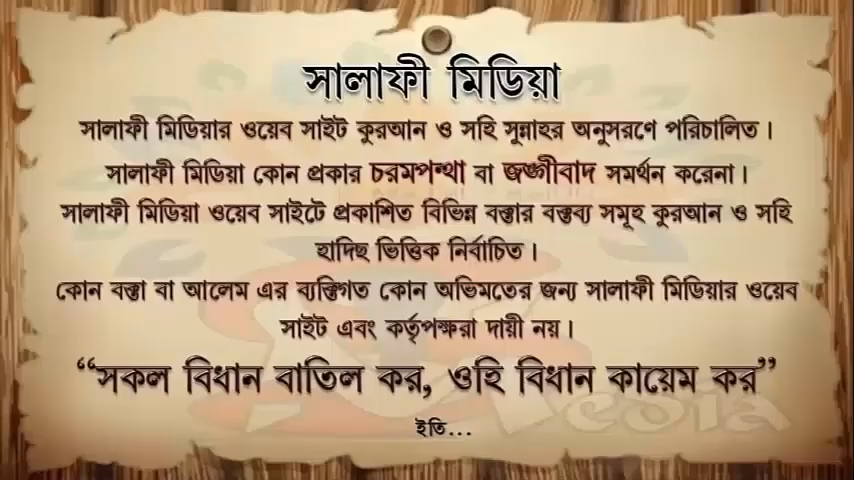 সালাফী মিডিয়া
সালাফী মিডিয়ার ওয়েব সাইট কুরআন ও সহি সুন্নাহর অনুসরণে পরিচালিত।
সালাফী মিডিয়া কোন প্রকার চরমপন্থা বা জঙ্গীবাদ সমর্থন করেনা।
সালাফী মিডিয়া ওয়েব সাইটে প্রকাশিত বিভিন্ন বক্তার বক্তব্য সমূহ কুরআন ও সহি
হাদিছ ভিত্তিক নির্বাচিত।
কোন বক্তা বা আলেম এর ব্যক্তিগত কোন অভিমতের জন্য সালাফী মিডিয়ার ওয়েব
সাইট এবং কর্তৃপক্ষরা দায়ী নয়।
“সকল বিধান বাতিল কর, ওহি বিধান কায়েম কর”
edia
ইতি...